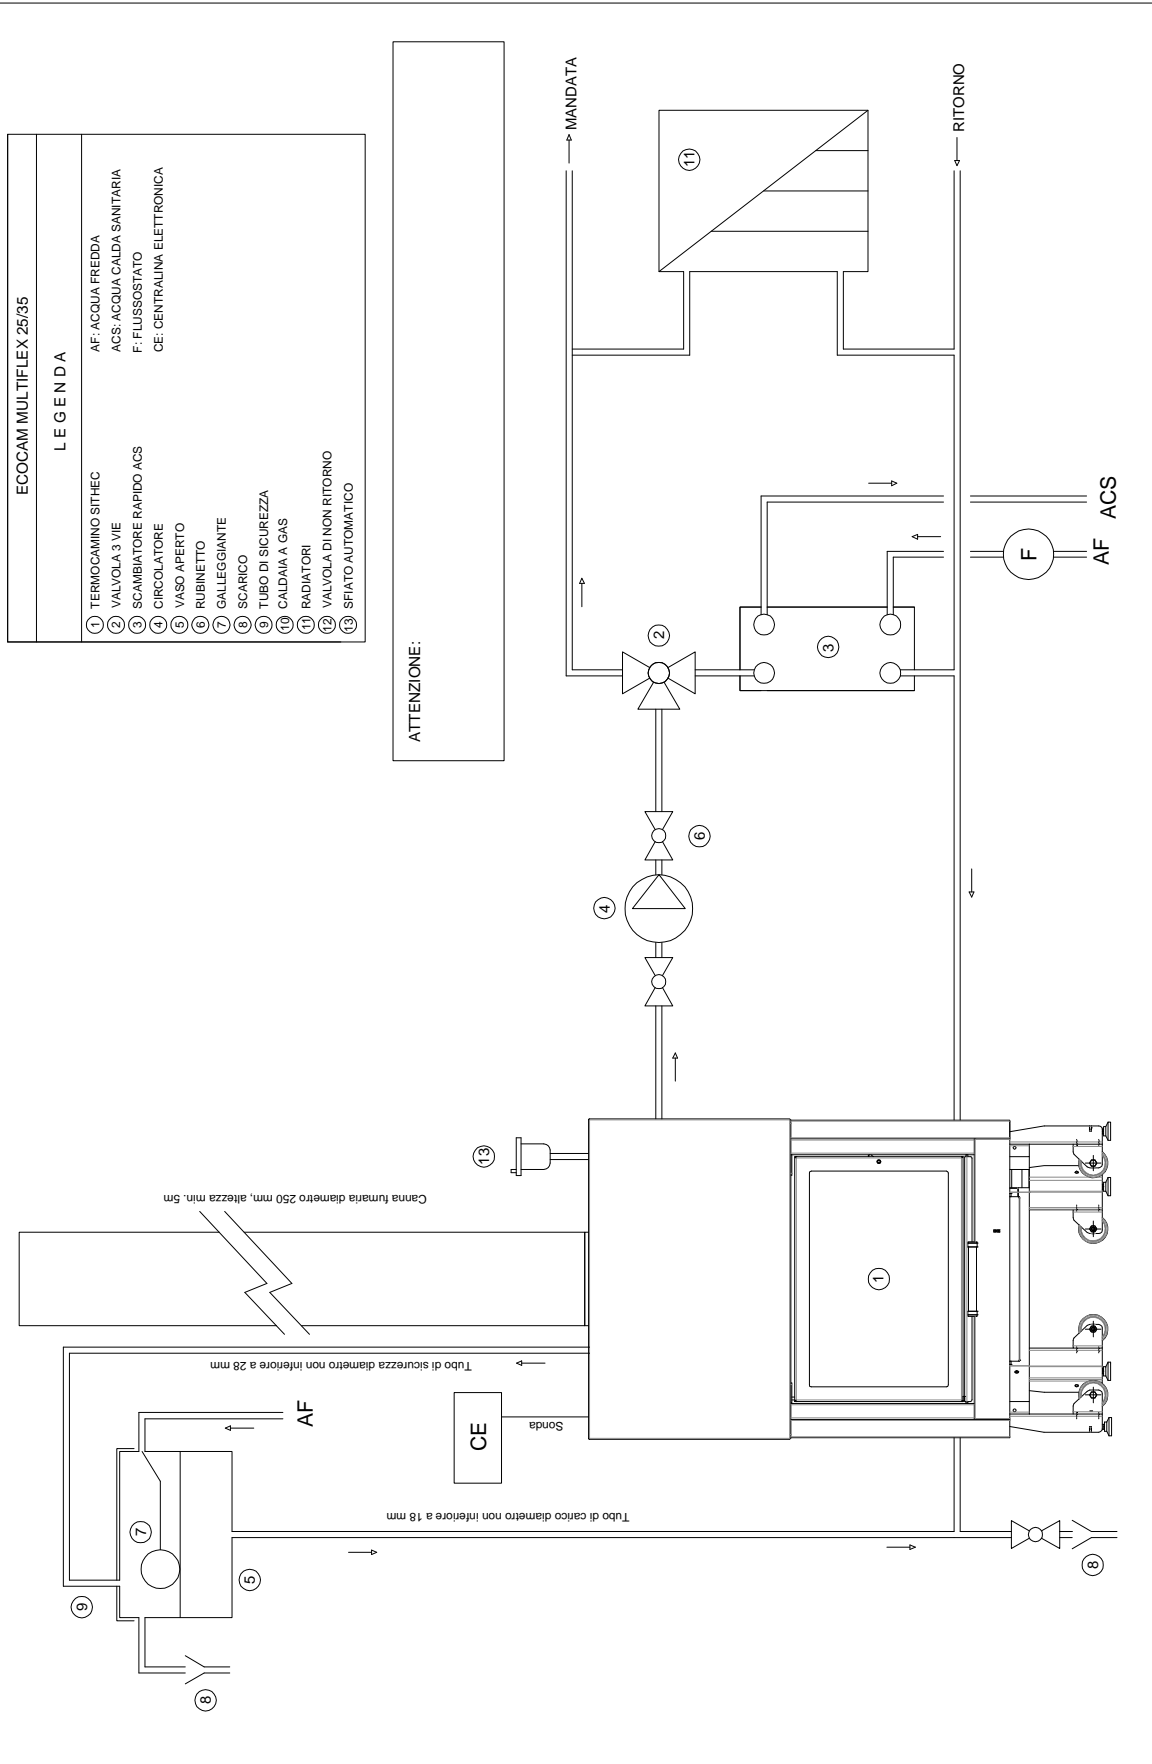 ECOCAM MULTIFLEX 25/35
L E G E N D A
1 TERMOCAMINO SITHEC
2 VALVOLA 3 VIE
3 SCAMBIATORE RAPIDO ACS
4 CIRCOLATORE
5 VASO APERTO
6 RUBINETTO
7 GALLEGGIANTE
8 SCARICO
9 TUBO DI SICUREZZA
10 CALDAIA A GAS
11 RADIATORI
12 VALVOLA DI NON RITORNO
13 SFIATO AUTOMATICO
AF: ACQUA FREDDA
ACS: ACQUA CALDA SANITARIA
F: FLUSSOSTATO
CE: CENTRALINA ELETTRONICA
ATTENZIONE:
MANDATA
RITORNO
11
2
3
ACS
F
AF
6
4
13
Canna fumaria diametro 250 mm, altezza min. 5m
1
Tubo di sicurezza diametro non inferiore a 28 mm
AF
CE
Sonda
Tubo di carico diametro non inferiore a 18 mm
7
5
9
8
8